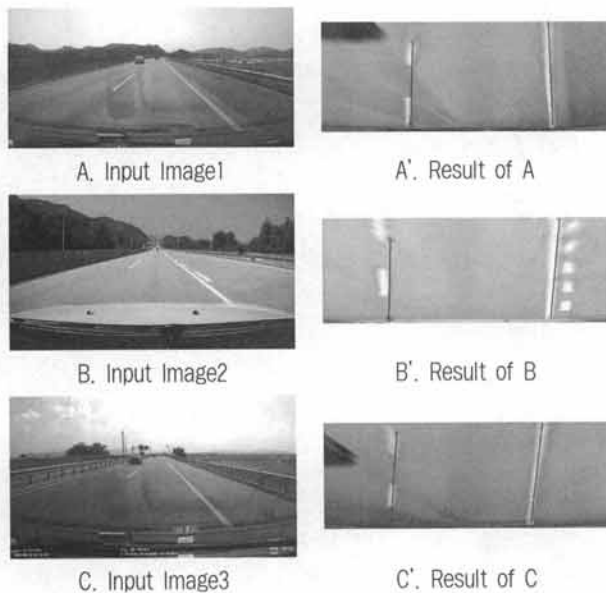 A. Input Image1
A'. Result of A
B. Input Image2
B'. Result of B
C. Input Image3
C'. Result of C